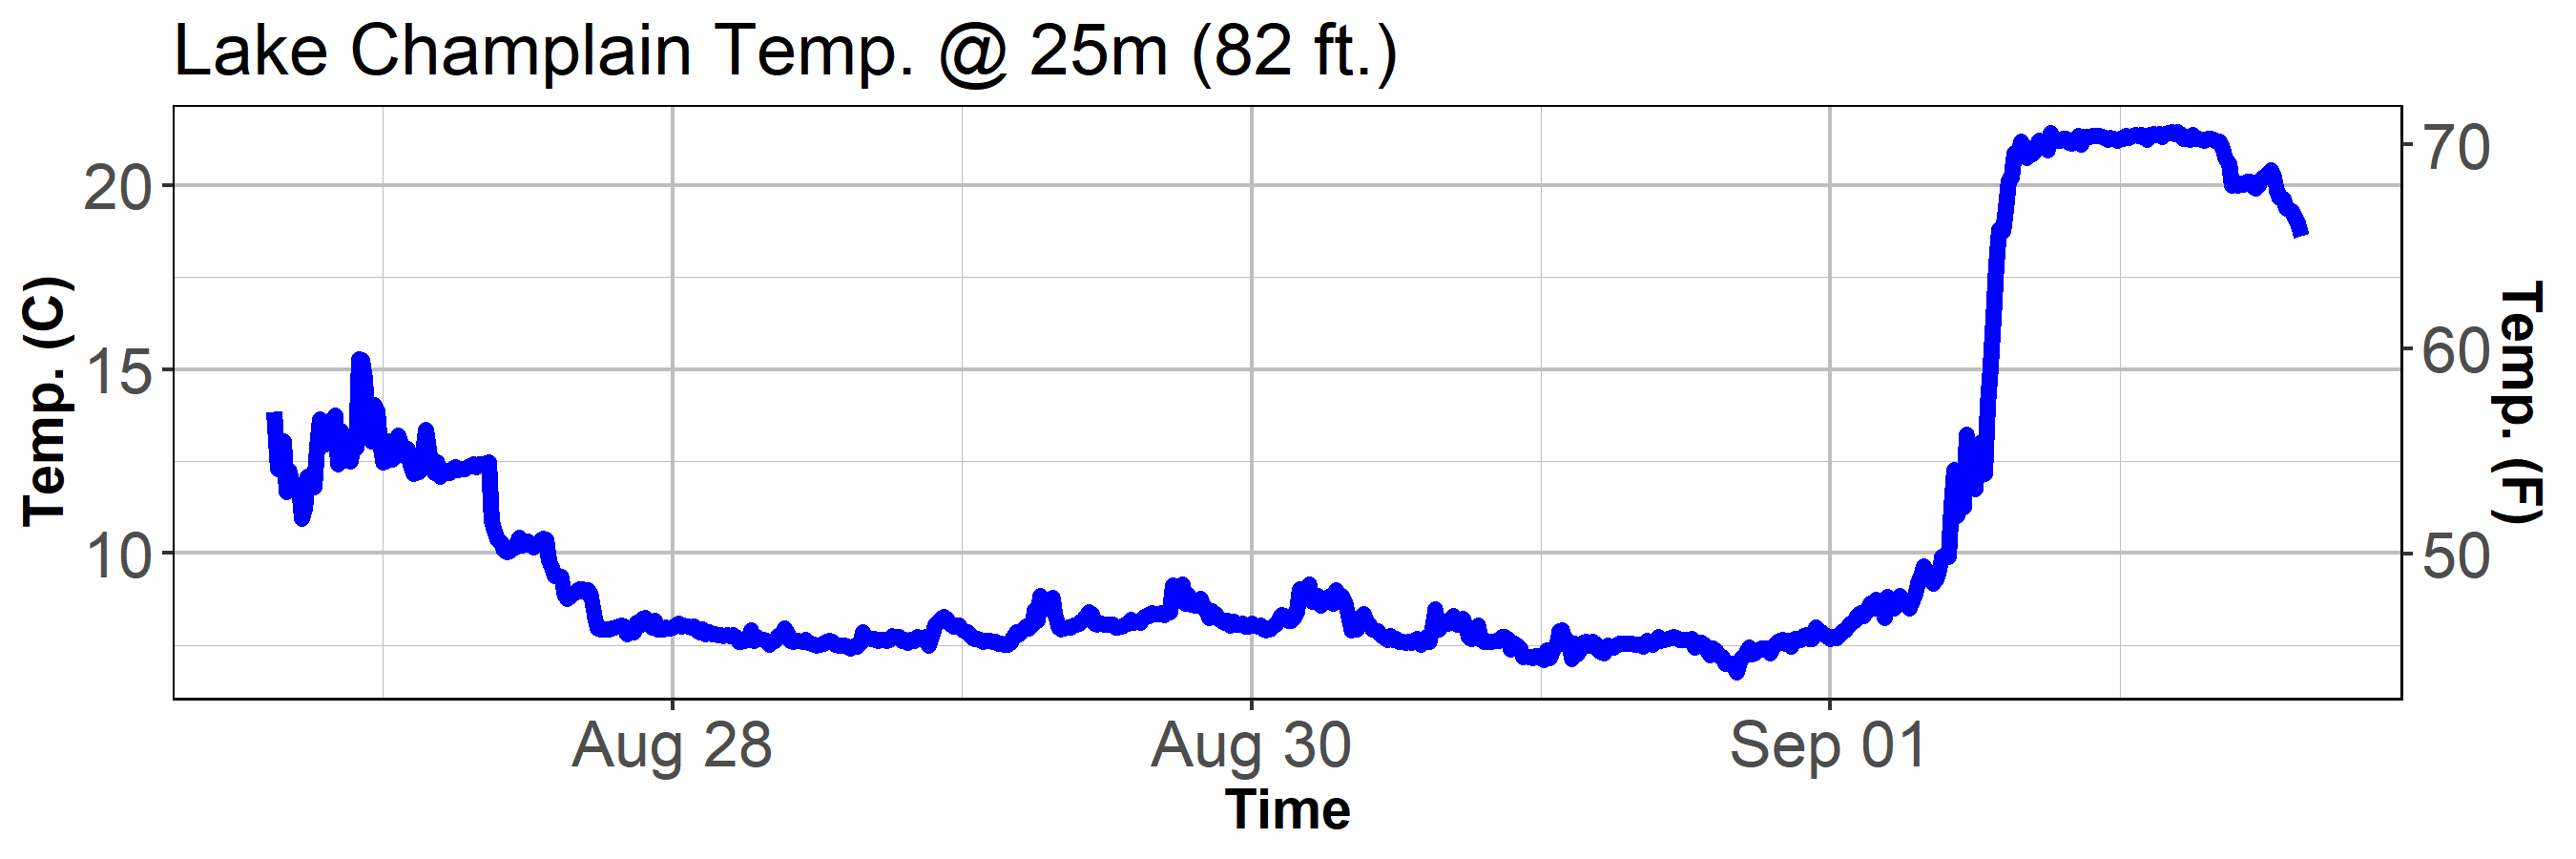 Lake Champlain Temp. @ 25m (82 ft.)
Temp. (C)
20
15
10
70
60
50
Temp. (F)
Aug 28
Aug 30
Sep 01
Time